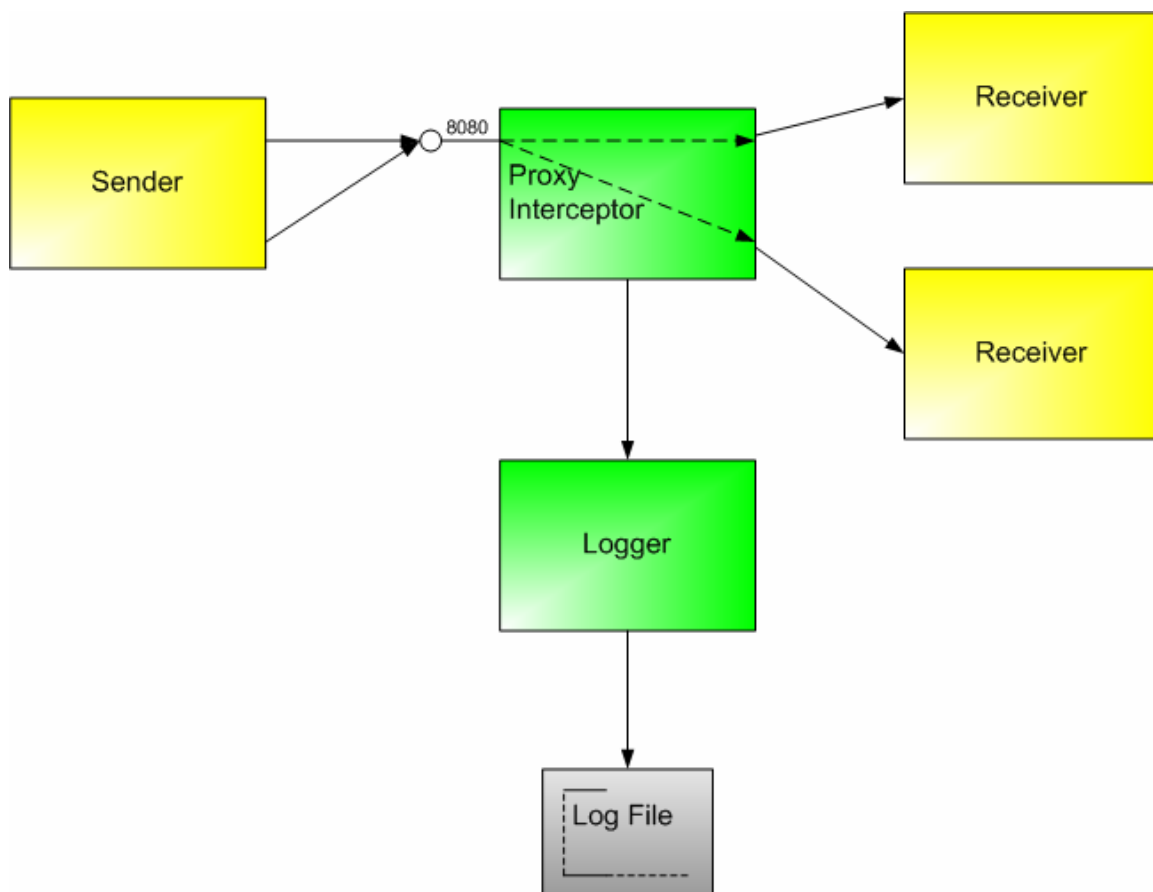 Receiver
8080
Sender
Proxy
Interceptor
Receiver
Logger
Log File